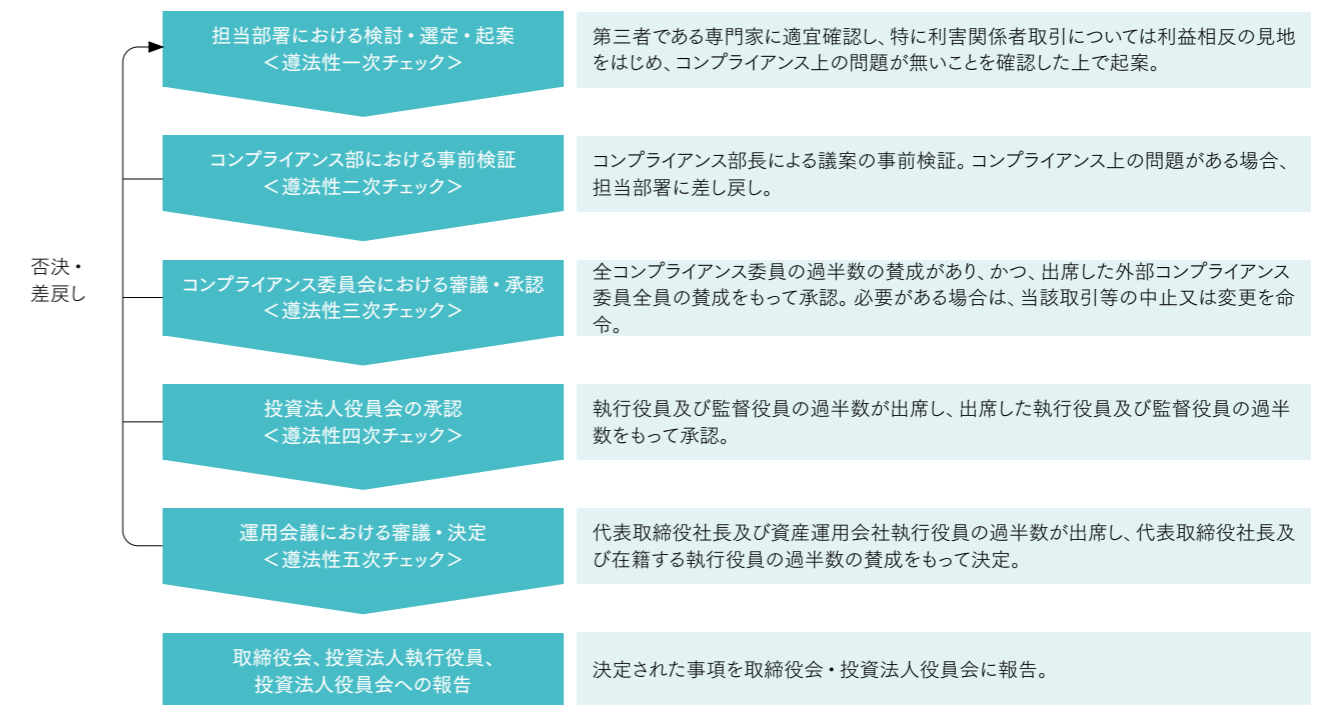 担当部署における検討・選定・起案
＜遵法性一次チェック＞
第三者である専門家に適宜確認し、特に利害関係者取引については利益相反の見地
をはじめ、コンプライアンス上の問題が無いことを確認した上で起案。
コンプライアンス部における事前検証
＜遵法性二次チェック＞
コンプライアンス部長による議案の事前検証。コンプライアンス上の問題がある場合、
担当部署に差し戻し。
否決・
差戻し
コンプライアンス委員会における審議・承認
＜遵法性三次チェック＞
全コンプライアンス委員の過半数の賛成があり、かつ、出席した外部コンプライアンス
委員全員の賛成をもって承認。必要がある場合は、当該取引等の中止又は変更を命
令。
投資法人役員会の承認
＜遵法性四次チェック＞
執行役員及び監督役員の過半数が出席し、出席した執行役員及び監督役員の過半
数をもって承認。
運用会議における審議・決定
＜遵法性五次チェック＞
代表取締役社長及び資産運用会社執行役員の過半数が出席し、代表取締役社長及
び在籍する執行役員の過半数の賛成をもって決定。
取締役会、投資法人執行役員、
投資法人役員会への報告
決定された事項を取締役会・投資法人役員会に報告。